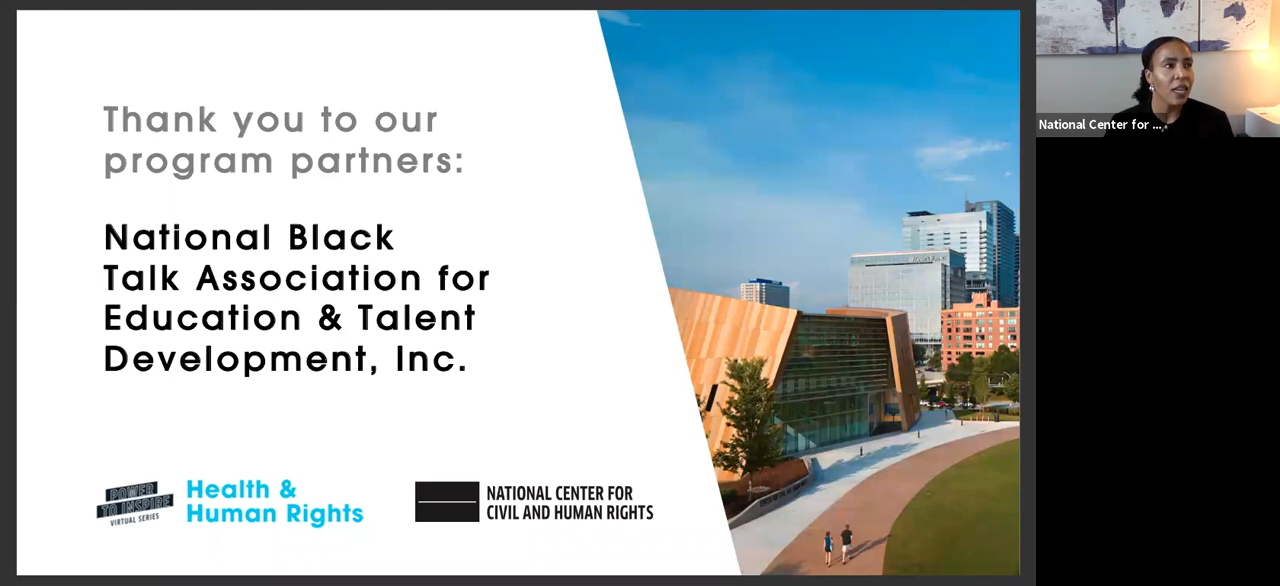 Thank you to our
program partners:
National Black
Talk Association for
Education & Talent
Development, Inc.
POWER
TO INSPIRE
VIRTUAL SERIES
Health &
Human Rights
NATIONAL CENTER FOR
CIVIL AND HUMAN RIGHTS
National Center for ...